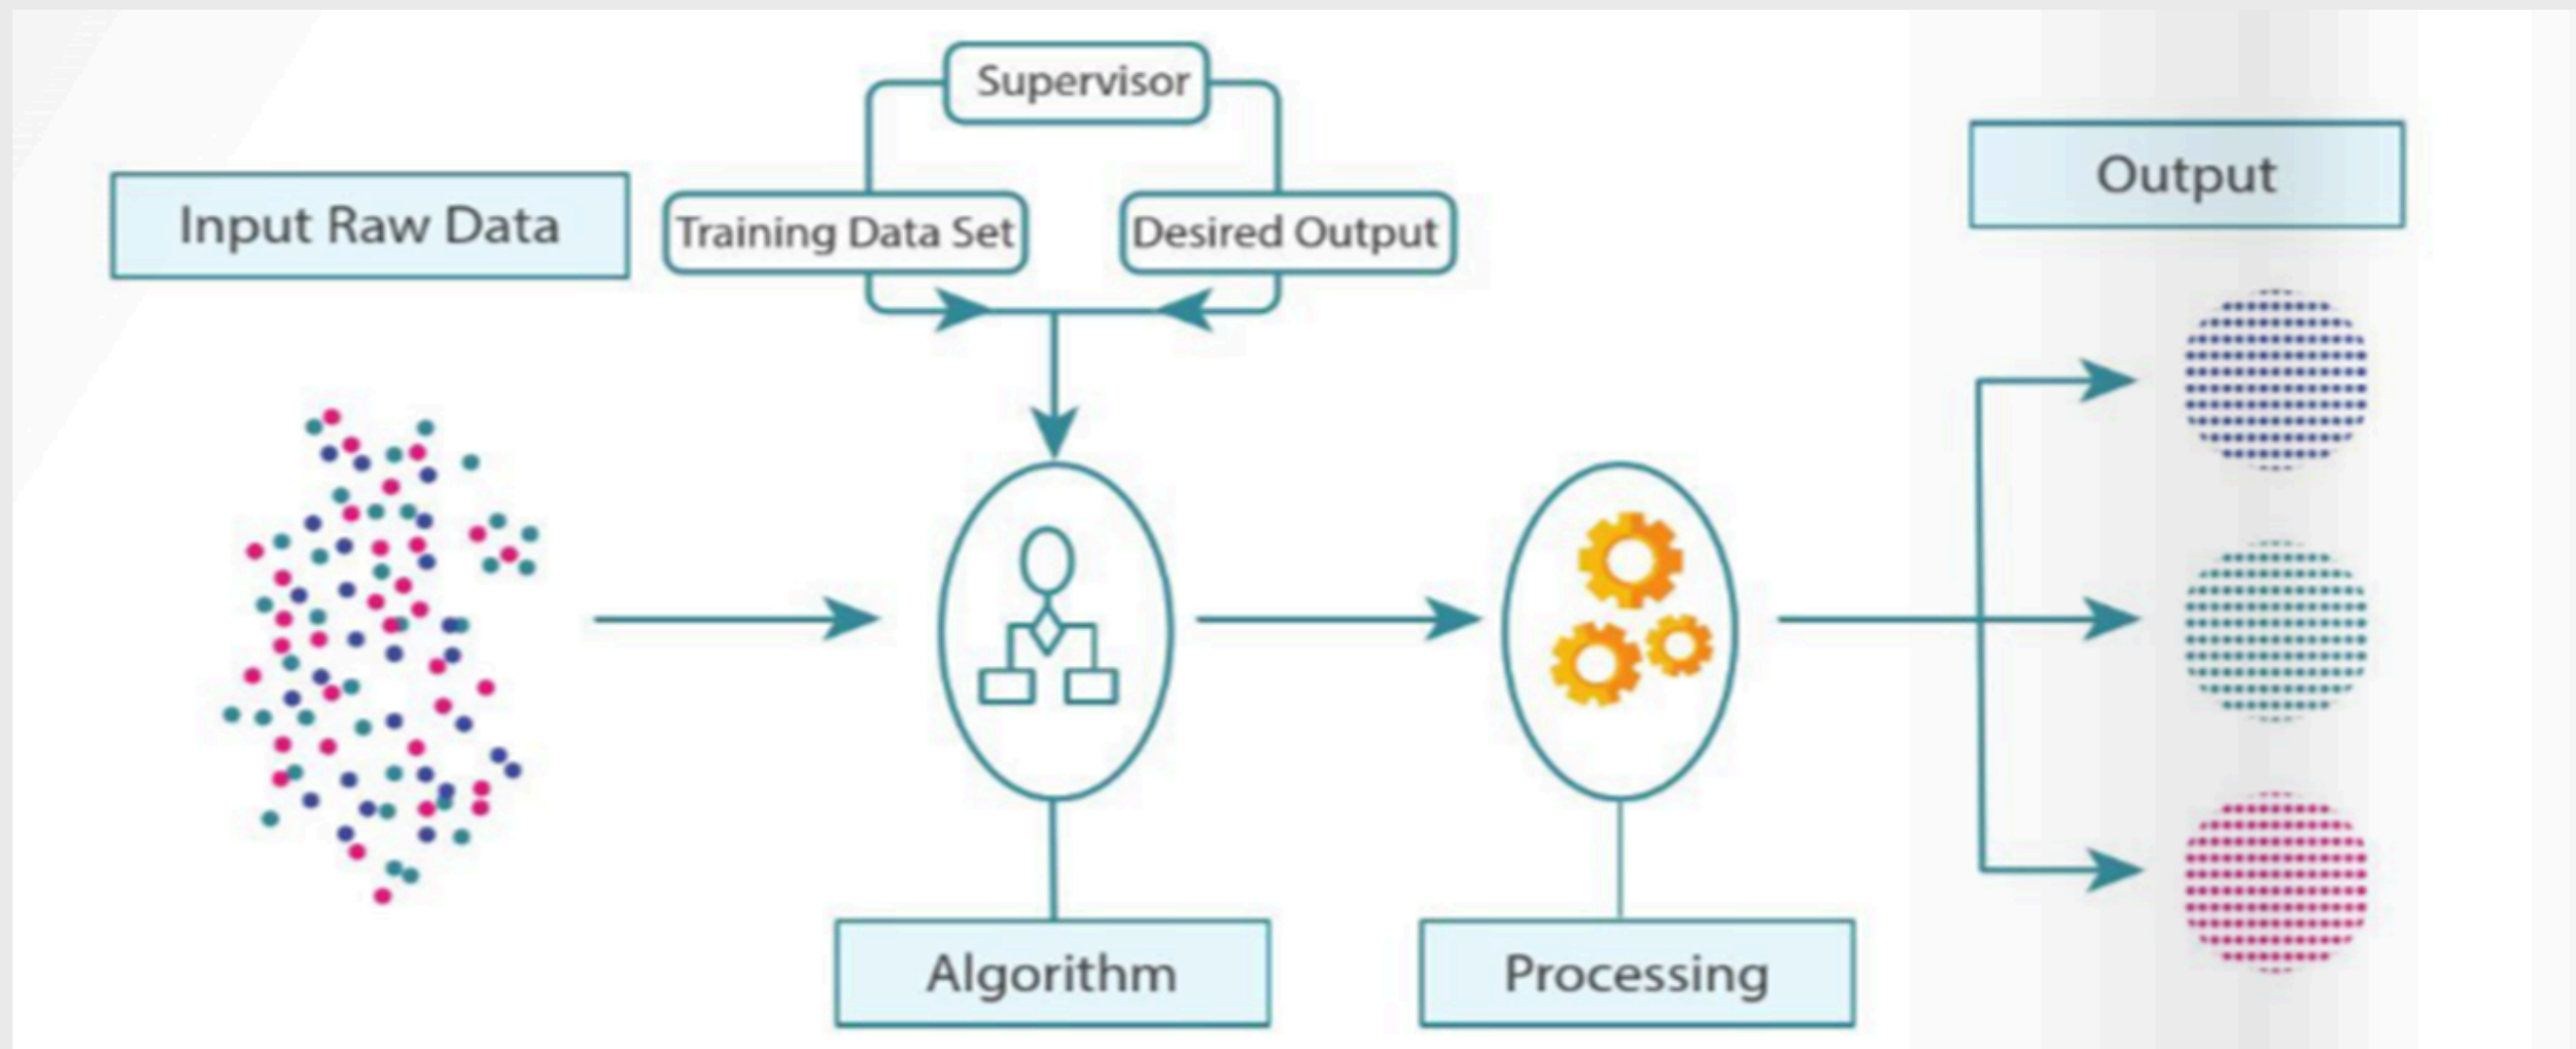 Supervisor
Input Raw Data
Training Data Set
Desired Output
Output
Algorithm
Processing